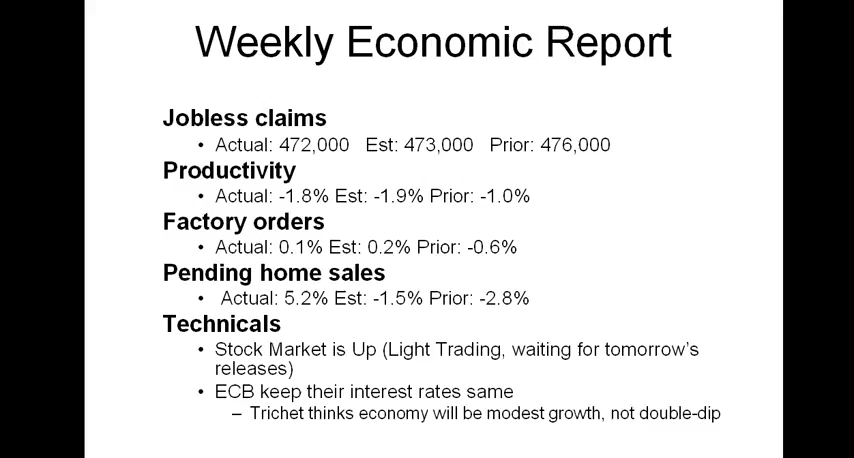 Weekly Economic Report
Jobless claims
• Actual: 472,000 Est: 473,000 Prior: 476,000
Productivity
• Actual: -1.8% Est: -1.9% Prior: -1.0%
Factory orders
• Actual: 0.1% Est: 0.2% Prior: -0.6%
Pending home sales
• Actual: 5.2% Est: -1.5% Prior: -2.8%
Technicals
• Stock Market is Up (Light Trading, waiting for tomorrow's
releases)
• ECB keep their interest rates same
– Trichet thinks economy will be modest growth, not double-dip